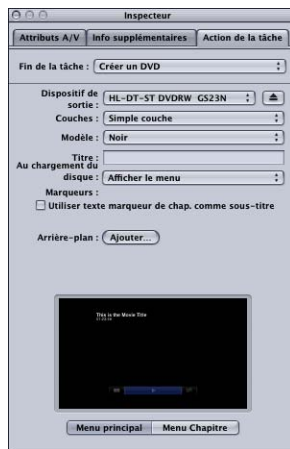 Inspecteur
Attributs A/V Info supplémentaires Action de la tâche
Fin de la tâche : Créer un DVD
Dispositif de sortie : HL-DT-ST DVDRW GS23N
Couches : Simple couche
Modèle : Noir
Titre :
Au chargement du disque : Afficher le menu
Marqueurs :
Utiliser texte marqueur de chap. comme sous-titre
Arrière-plan : Ajouter...
This is the Movie Title
Menu principal Menu Chapitre